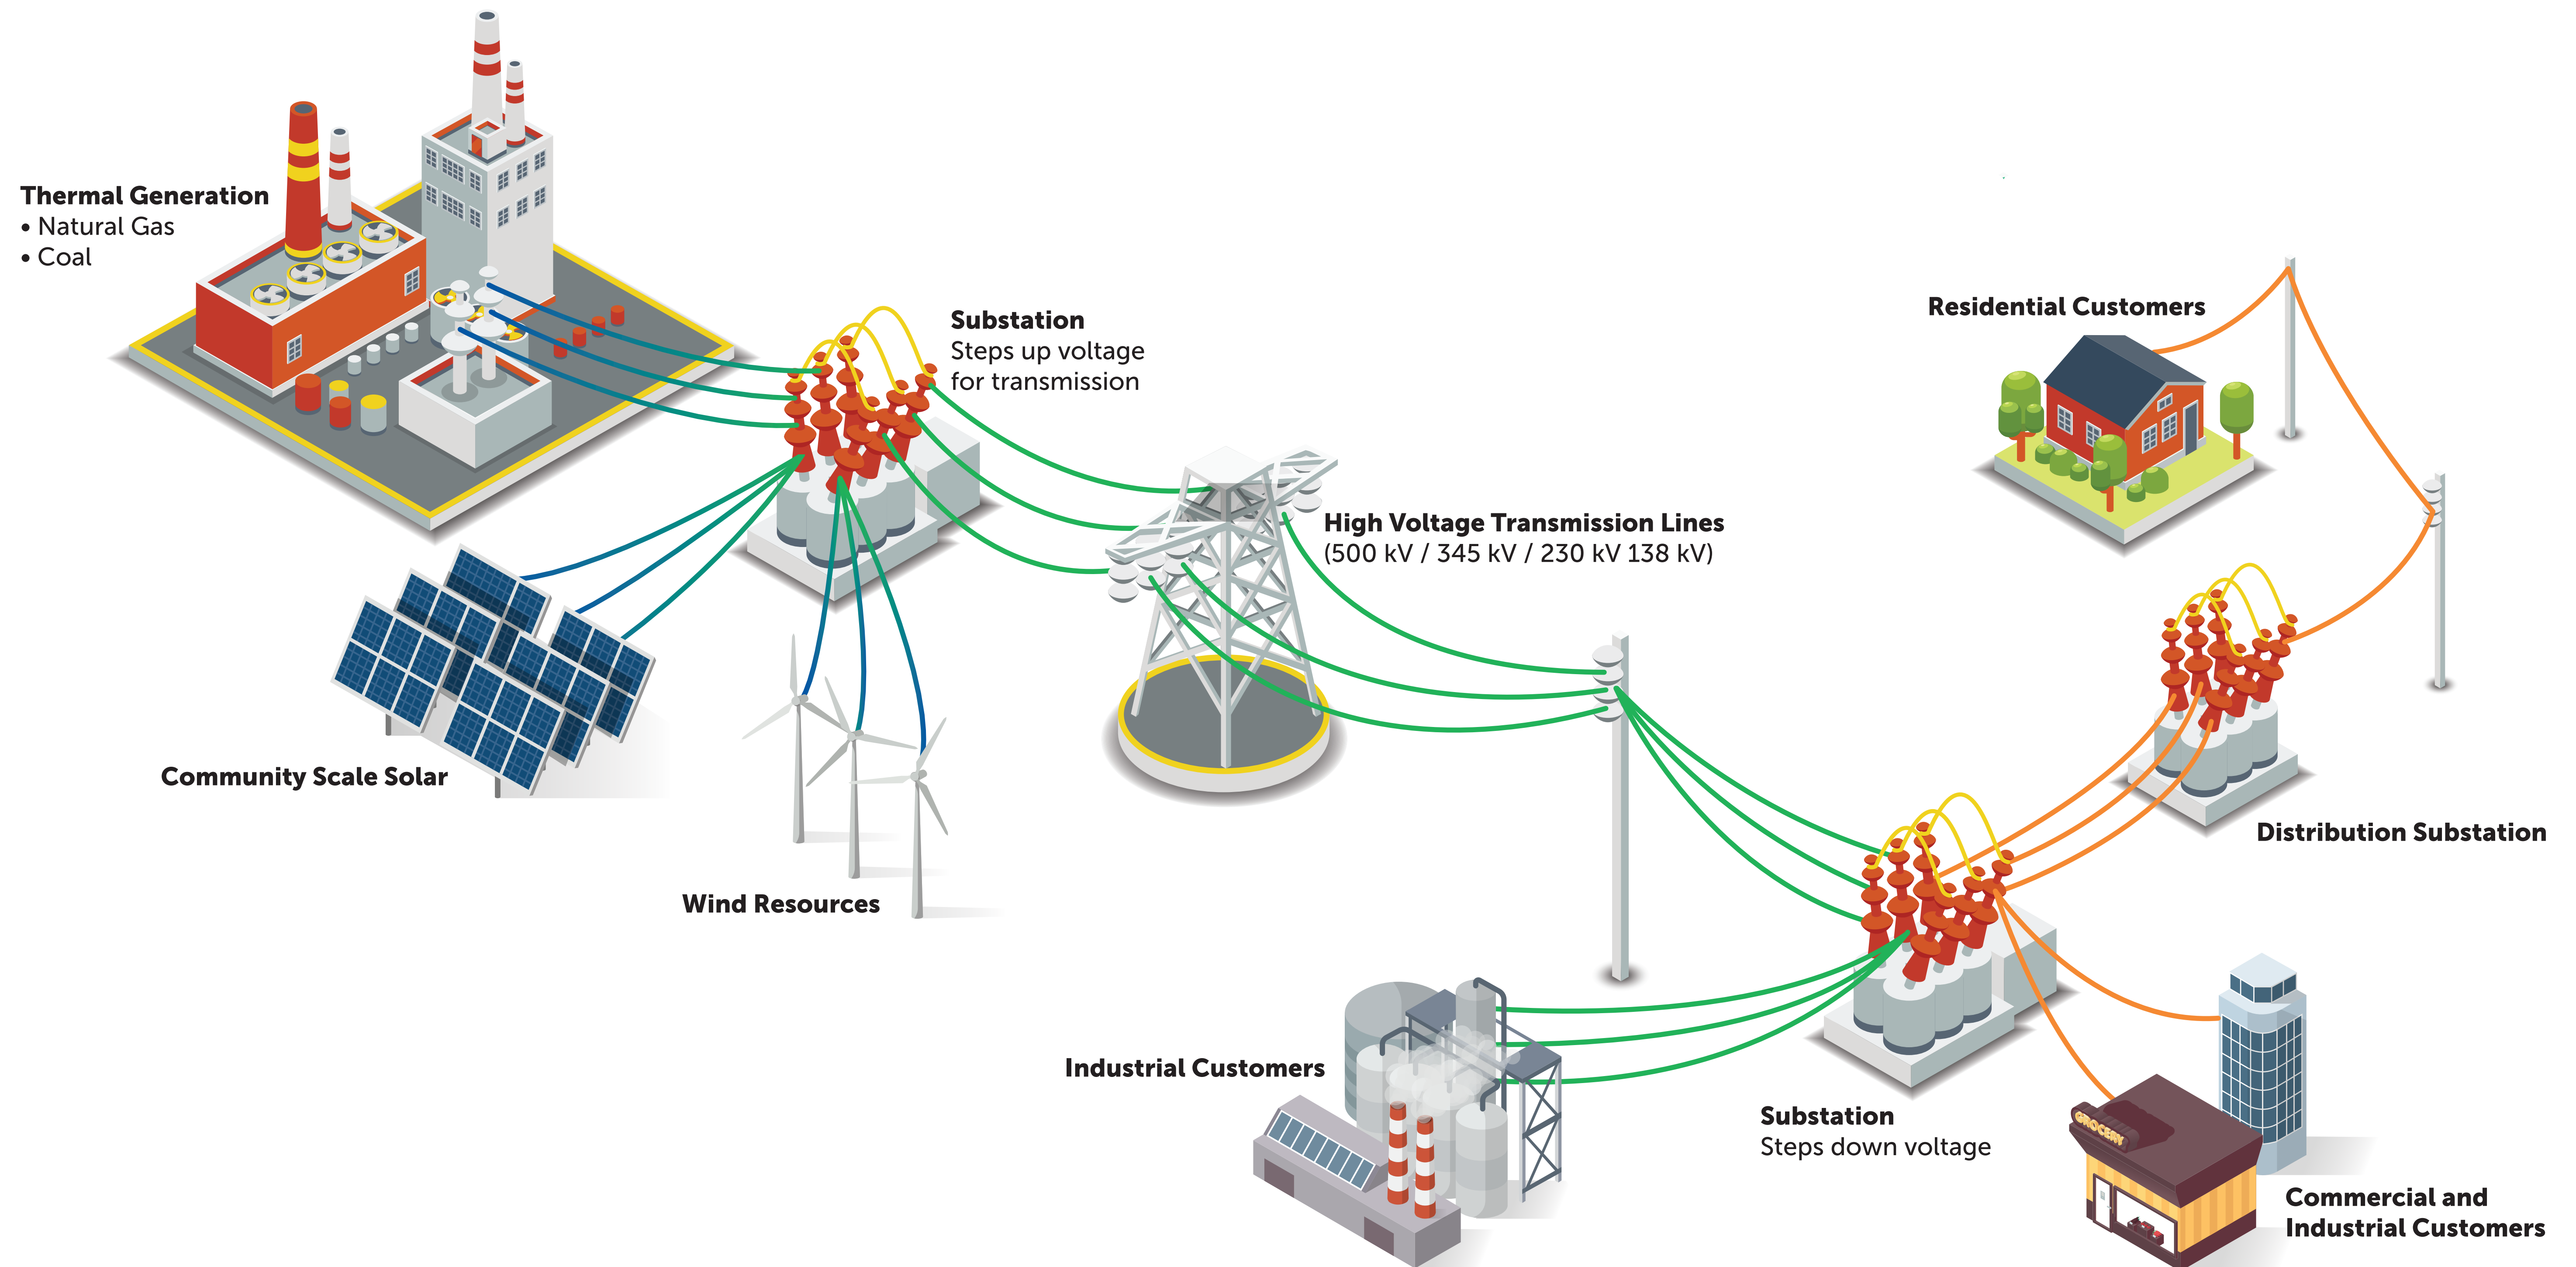 Thermal Generation
• Natural Gas
• Coal
Substation
Steps up voltage
for transmission
Residential Customers
High Voltage Transmission Lines
(500 kV / 345 kV / 230 kV 138 kV)
Community Scale Solar
Distribution Substation
Wind Resources
Industrial Customers
Substation
Steps down voltage
GROCERY
Commercial and
Industrial Customers